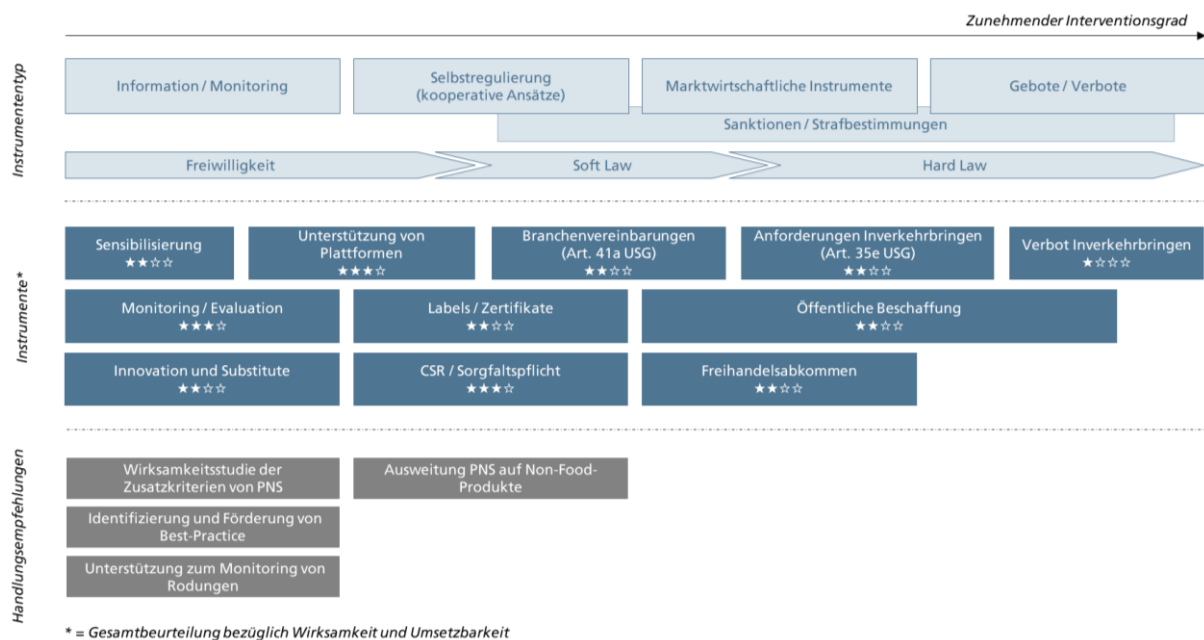 Zunehmender Interventionsgrad
Instrumententyp
Information / Monitoring
Selbstregulierung
(kooperative Ansätze)
Marktwirtschaftliche Instrumente
Gebote / Verbote
Sanktionen / Strafbestimmungen
Freiwilligkeit
Soft Law
Hard Law
Instrumente*
Sensibilisierung
★★☆☆
Unterstützung von
Plattformen
★★★☆
Branchenvereinbarungen
(Art. 41a USG)
★★☆☆
Anforderungen Inverkehrbringen
(Art. 35e USG)
★★☆☆
Verbot Inverkehrbringen
★☆☆☆
Monitoring / Evaluation
★★★☆
Labels / Zertifikate
★★☆☆
Öffentliche Beschaffung
★★☆☆
Innovation und Substitute
★★☆☆
CSR / Sorgfaltspflicht
★★★☆
Freihandelsabkommen
★★☆☆
Handlungsempfehlungen
Wirksamkeitsstudie der
Zusatzkriterien von PNS
Ausweitung PNS auf Non-Food-
Produkte
Identifizierung und Förderung von
Best-Practice
Unterstützung zum Monitoring von
Rodungen
* = Gesamtbeurteilung bezüglich Wirksamkeit und Umsetzbarkeit